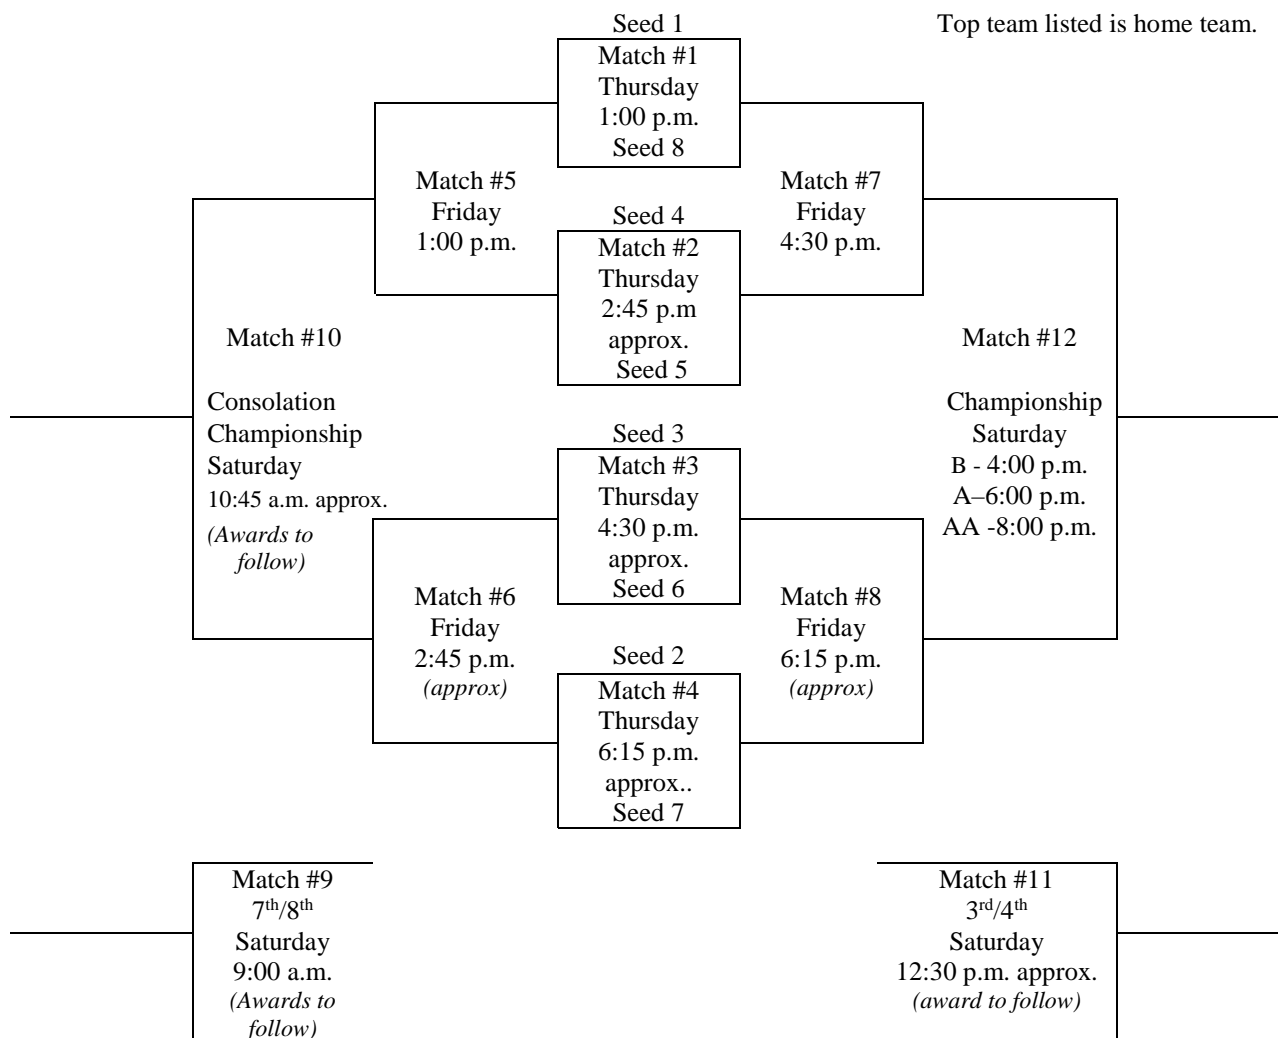 Seed 1
Top team listed is home team.
Match #1
Thursday
1:00 p.m.
Seed 8
Match #5
Friday
1:00 p.m.
Match #7
Friday
4:30 p.m.
Seed 4
Match #2
Thursday
2:45 p.m
approx.
Seed 5
Match #10
Consolation
Championship
Saturday
10:45 a.m. approx.
(Awards to
follow)
Match #12
Championship
Saturday
B - 4:00 p.m.
A–6:00 p.m.
AA -8:00 p.m.
Seed 3
Match #3
Thursday
4:30 p.m.
approx.
Seed 6
Match #6
Friday
2:45 p.m.
(approx)
Match #8
Friday
6:15 p.m.
(approx)
Seed 2
Match #4
Thursday
6:15 p.m.
approx..
Seed 7
Match #9
7th/8th
Saturday
9:00 a.m.
(Awards to
follow)
Match #11
3rd/4th
Saturday
12:30 p.m. approx.
(award to follow)